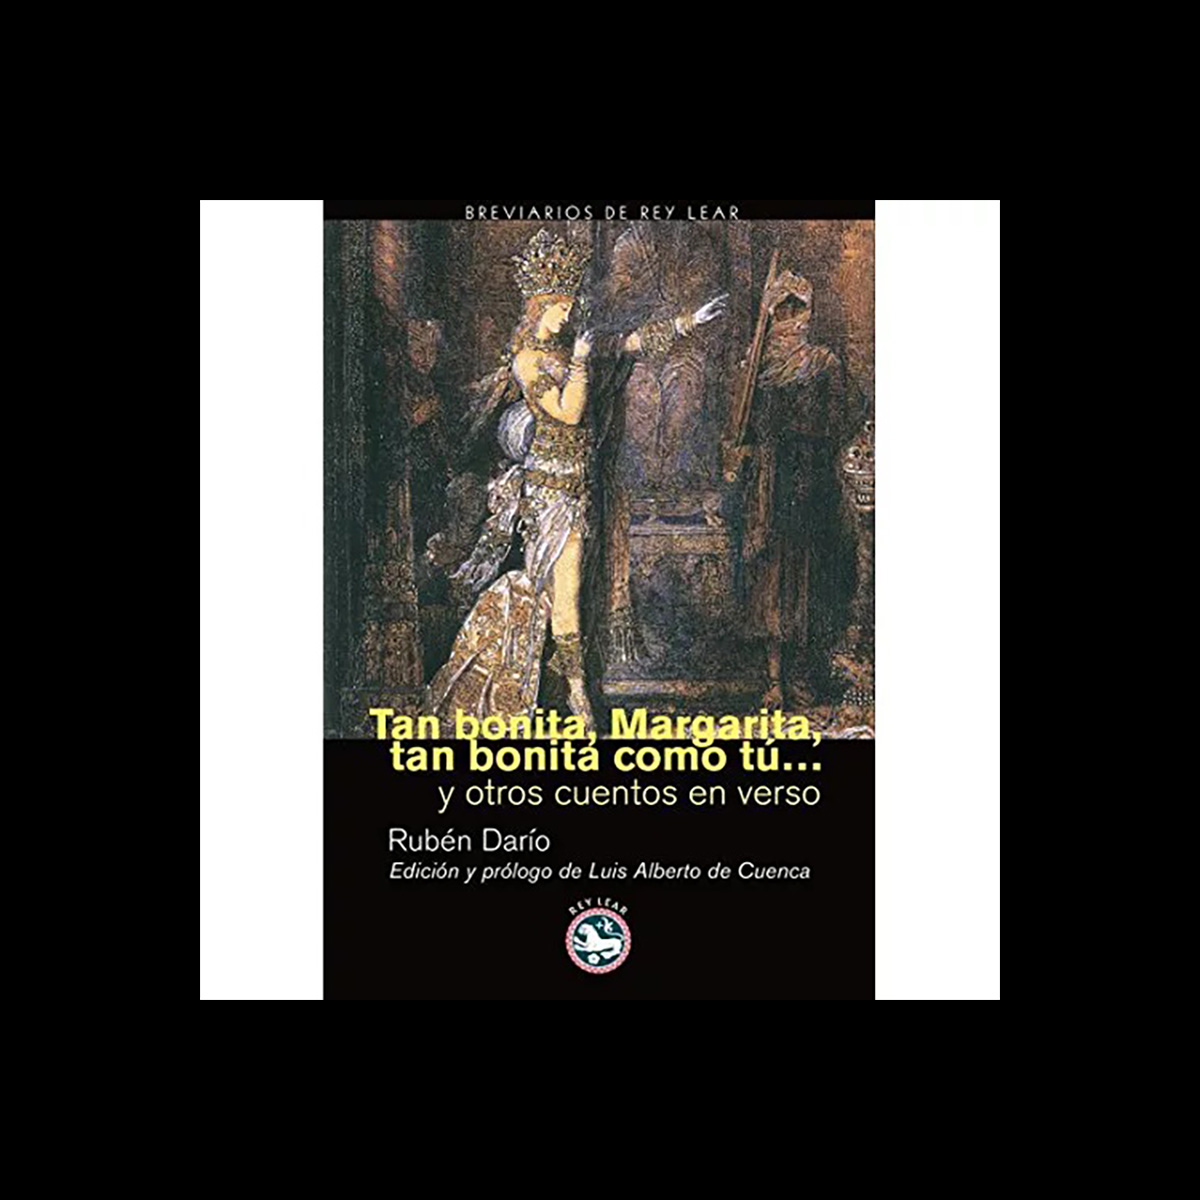 BREVIARIOS DE REY LEAR
Tan bonita, Margarita,
tan bonita como tú...
y otros cuentos en verso
Rubén Darío
Edición y prólogo de Luis Alberto de Cuenca
REY LEAR